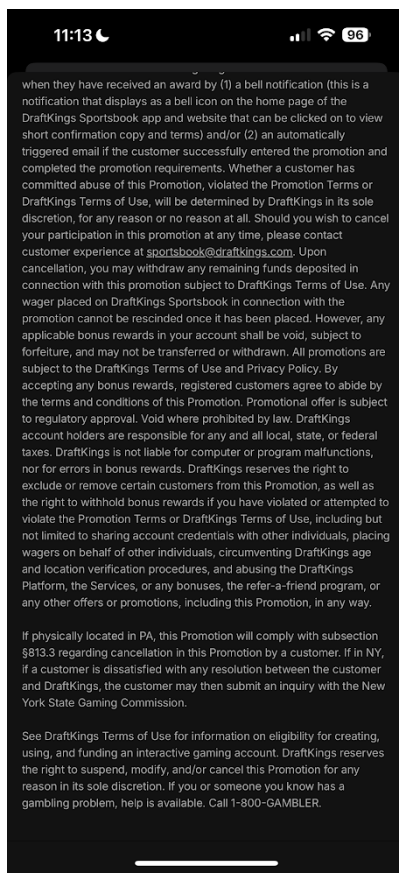 11:13
96
when they have received an award by (1) a bell notification (this is a
notification that displays as a bell icon on the home page of the
DraftKings Sportsbook app and website that can be clicked on to view
short confirmation copy and terms) and/or (2) an automatically
triggered email if the customer successfully entered the promotion and
completed the promotion requirements. Whether a customer has
committed abuse of this Promotion, violated the Promotion Terms or
DraftKings Terms of Use, will be determined by DraftKings in its sole
discretion, for any reason or no reason at all. Should you wish to cancel
your participation in this promotion at any time, please contact
customer experience at sportsbook@draftkings.com. Upon
cancellation, you may withdraw any remaining funds deposited in
connection with this promotion subject to DraftKings Terms of Use. Any
wager placed on DraftKings Sportsbook in connection with the
promotion cannot be rescinded once it has been placed. However, any
applicable bonus rewards in your account shall be void, subject to
forfeiture, and may not be transferred or withdrawn. All promotions are
subject to the DraftKings Terms of Use and Privacy Policy. By
accepting any bonus rewards, registered customers agree to abide by
the terms and conditions of this Promotion. Promotional offer is subject
to regulatory approval. Void where prohibited by law. DraftKings
account holders are responsible for any and all local, state, or federal
taxes. DraftKings is not liable for computer or program malfunctions,
nor for errors in bonus rewards. DraftKings reserves the right to
exclude or remove certain customers from this Promotion, as well as
the right to withhold bonus rewards if you have violated or attempted to
violate the Promotion Terms or DraftKings Terms of Use, including but
not limited to sharing account credentials with other individuals, placing
wagers on behalf of other individuals, circumventing DraftKings age
and location verification procedures, and abusing the DraftKings
Platform, the Services, or any bonuses, the refer-a-friend program, or
any other offers or promotions, including this Promotion, in any way.
If physically located in PA, this Promotion will comply with subsection
§813.3 regarding cancellation in this Promotion by a customer. If in NY,
if a customer is dissatisfied with any resolution between the customer
and DraftKings, the customer may then submit an inquiry with the New
York State Gaming Commission.
See DraftKings Terms of Use for information on eligibility for creating,
using, and funding an interactive gaming account. DraftKings reserves
the right to suspend, modify, and/or cancel this Promotion for any
reason in its sole discretion. If you or someone you know has a
gambling problem, help is available. Call 1-800-GAMBLER.